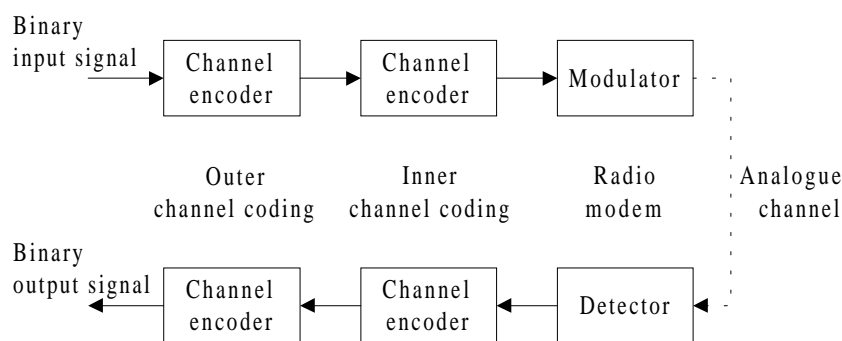 Binary
input signal
Channel
encoder
Channel
encoder
Modulator
Outer
channel coding
Inner
channel coding
Radio
modem
Analogue
channel
Binary
output signal
Channel
encoder
Channel
encoder
Detector